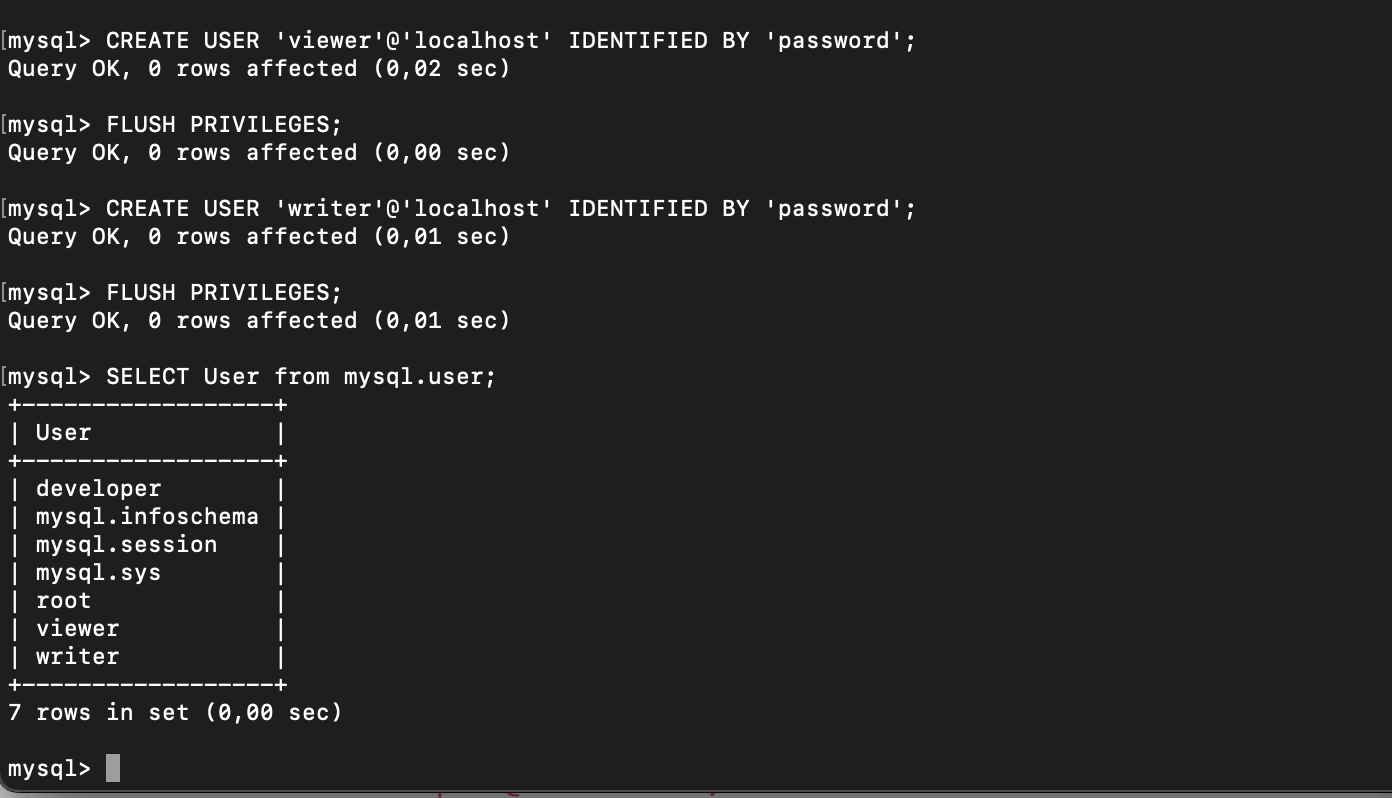 mysql> CREATE USER 'viewer'@'localhost' IDENTIFIED BY 'password';
Query OK, 0 rows affected (0,02 sec)
mysql> FLUSH PRIVILEGES;
Query OK, 0 rows affected (0,00 sec)
mysql> CREATE USER 'writer'@'localhost' IDENTIFIED BY 'password';
Query OK, 0 rows affected (0,01 sec)
mysql> FLUSH PRIVILEGES;
Query OK, 0 rows affected (0,01 sec)
mysql> SELECT User from mysql.user;
+------------------+
| User             |
+------------------+
| developer        |
| mysql.infoschema |
| mysql.session    |
| mysql.sys        |
| root             |
| viewer           |
| writer           |
+------------------+
7 rows in set (0,00 sec)
mysql>